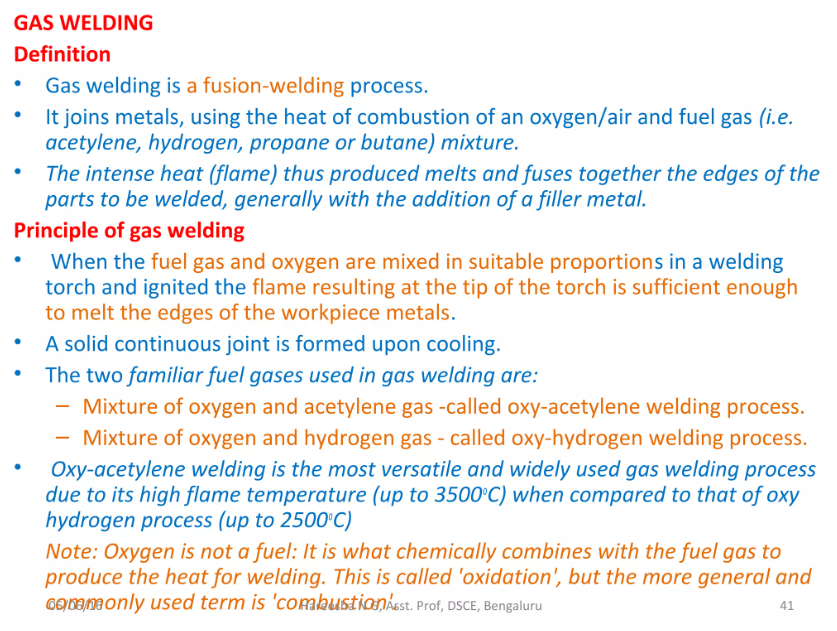 GAS WELDING
Definition
• Gas welding is a fusion-welding process.
• It joins metals, using the heat of combustion of an oxygen/air and fuel gas (i.e.
acetylene, hydrogen, propane or butane) mixture.
• The intense heat (flame) thus produced melts and fuses together the edges of the
parts to be welded, generally with the addition of a filler metal.
Principle of gas welding
• When the fuel gas and oxygen are mixed in suitable proportions in a welding
torch and ignited the flame resulting at the tip of the torch is sufficient enough
to melt the edges of the workpiece metals.
• A solid continuous joint is formed upon cooling.
• The two familiar fuel gases used in gas welding are:
– Mixture of oxygen and acetylene gas -called oxy-acetylene welding process.
– Mixture of oxygen and hydrogen gas - called oxy-hydrogen welding process.
• Oxy-acetylene welding is the most versatile and widely used gas welding process
due to its high flame temperature (up to 3500⁰C) when compared to that of oxy
hydrogen process (up to 2500⁰C)
Note: Oxygen is not a fuel: It is what chemically combines with the fuel gas to
produce the heat for welding. This is called 'oxidation', but the more general and
commonly used term is 'combustion'.
Asst. Prof, DSCE, Bengaluru
41